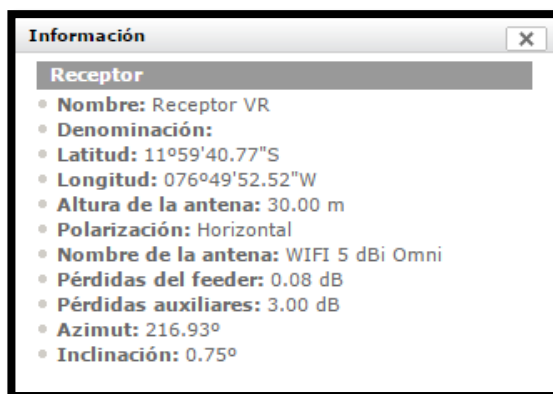 Información
Receptor
Nombre: Receptor VR
Denominación:
Latitud: 11º59'40.77"S
Longitud: 076º49'52.52"W
Altura de la antena: 30.00 m
Polarización: Horizontal
Nombre de la antena: WIFI 5 dBi Omni
Pérdidas del feeder: 0.08 dB
Pérdidas auxiliares: 3.00 dB
Azimut: 216.93º
Inclinación: 0.75º